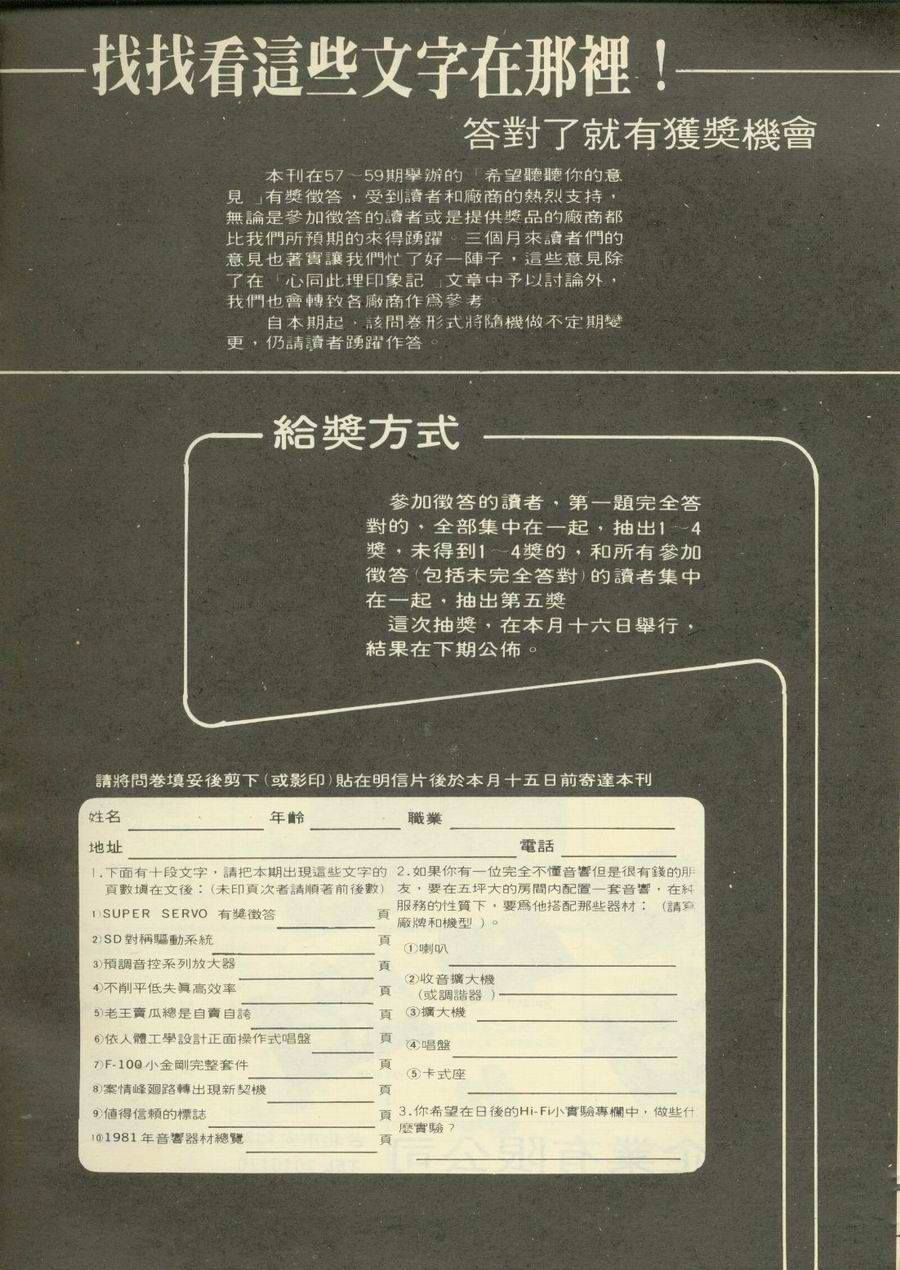 找找看這些文字在那裡！
答對了就有獲獎機會
本刊在57～59期舉辦的「希望聽聽你的意
見」有獎徵答，受到讀者和廠商的熱烈支持，
無論是參加徵答的讀者或是提供獎品的廠商都
比我們所預期的來得踴躍。三個月來讀者們的
意見也著實讓我們忙了好一陣子，這些意見除
了在「心同此理印象記」文章中予以討論外，
我們也會轉致各廠商作爲參考。
自本期起，該問卷形式將隨機做不定期變
更，仍請讀者踴躍作答。
給獎方式
參加徵答的讀者，第一題完全答
對的，全部集中在一起，抽出1～4
獎，未得到1～4獎的，和所有參加
徵答(包括未完全答對)的讀者集中
在一起，抽出第五獎
這次抽獎，在本月十六日舉行，
結果在下期公佈。
請將問卷填妥後剪下(或影印)貼在明信片後於本月十五日前寄達本刊
姓名 年齡 職業
地址 電話
1.下面有十段文字，請把本期出現這些文字的
頁數塡在文後：(未印頁次者請順著前後數)
1)SUPER SERVO 有獎徵答 頁
2)SD對稱驅動系統 頁
3)預調音控系列放大器 頁
4)不削平低失眞高效率 頁
5)老王賣瓜總是自賣自誇 頁
6)依人體工學設計正面操作式唱盤 頁
7)F-100小金剛完整套件 頁
8)案情峰廻路轉出現新契機 頁
9)値得信賴的標誌 頁
10)1981年音響器材總覽 頁
2.如果你有一位完全不懂音響但是很有錢的朋
友，要在五坪大的房間內配置一套音響，在純
服務的性質下，要爲他搭配那些器材：(請寫
廠牌和機型)。
①喇叭
②收音擴大機
(或調諧器)
③擴大機
④唱盤
⑤卡式座
3.你希望在日後的Hi-Fi小實驗專欄中，做些什
麼實驗？